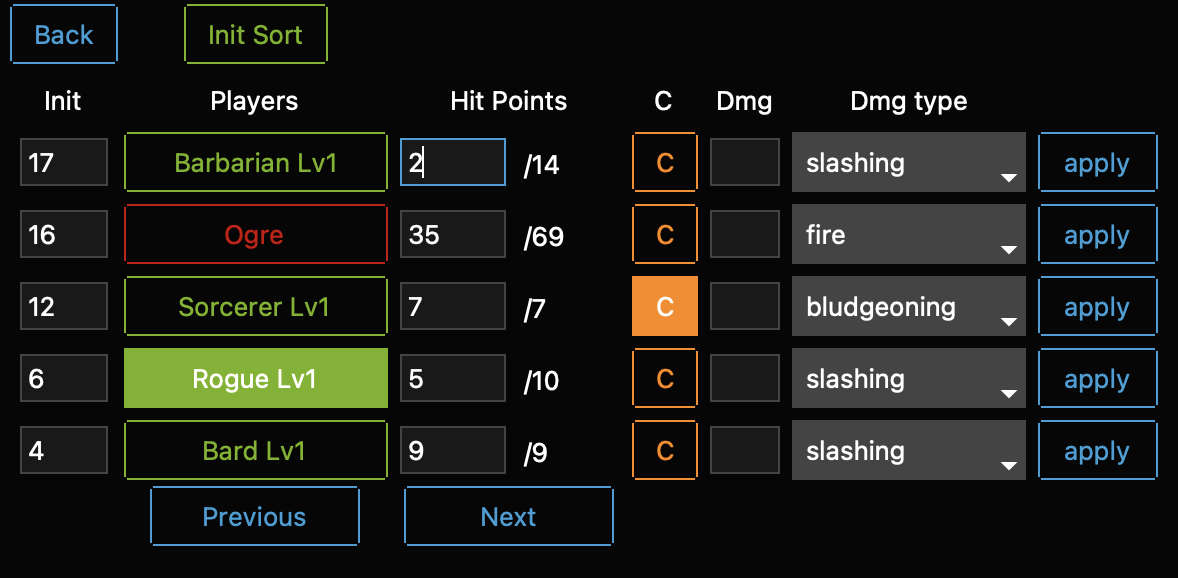 Back Init Sort
Init Players Hit Points C Dmg Dmg type
17 Barbarian Lv1 2 /14 C slashing apply
16 Ogre 35 /69 C fire apply
12 Sorcerer Lv1 7 /7 C bludgeoning apply
6 Rogue Lv1 5 /10 C slashing apply
4 Bard Lv1 9 /9 C slashing apply
Previous Next